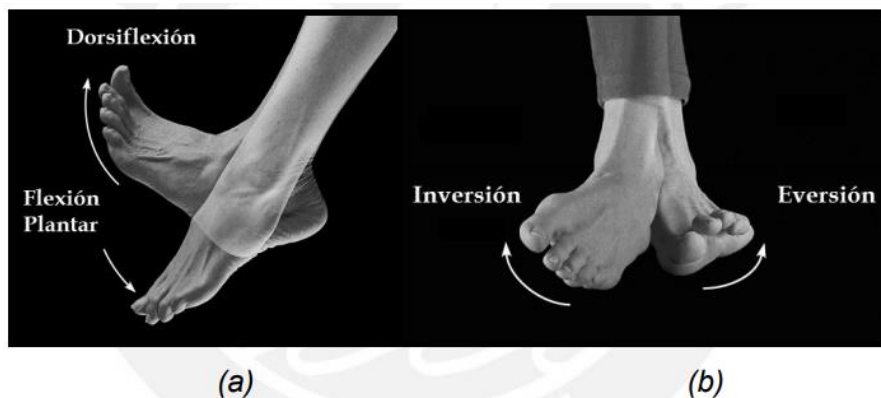 Dorsiflexión
Flexión
Plantar
Inversión
Eversión
(a)
(b)